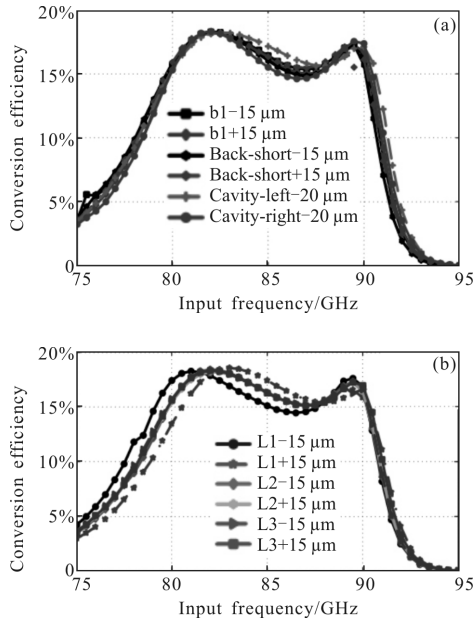 (a)
20%
15%
10%
5%
0
Conversion efficiency
b1−15 μm
b1+15 μm
Back-short−15 μm
Back-short+15 μm
Cavity-left−20 μm
Cavity-right−20 μm
75 80 85 90 95
Input frequency/GHz
(b)
20%
15%
10%
5%
0
Conversion efficiency
L1−15 μm
L1+15 μm
L2−15 μm
L2+15 μm
L3−15 μm
L3+15 μm
75 80 85 90 95
Input frequency/GHz